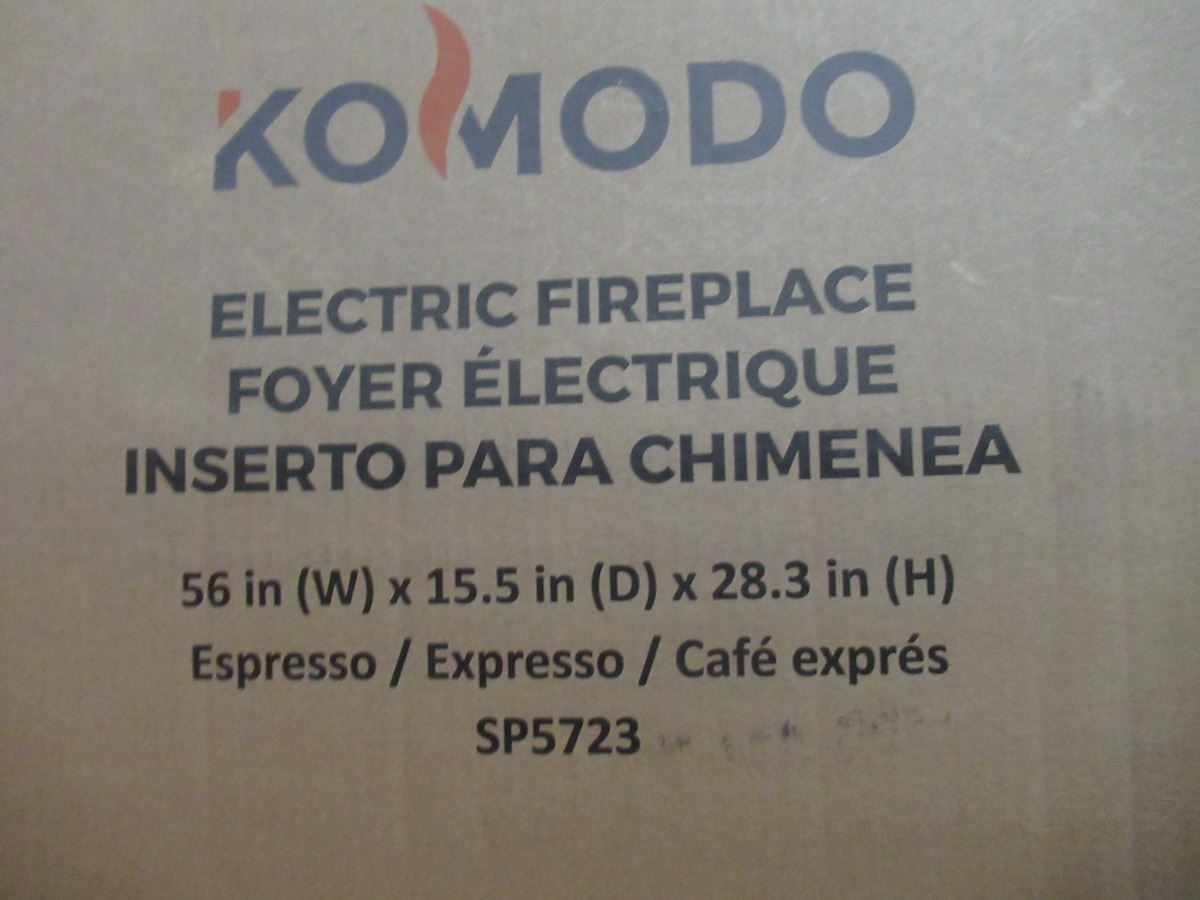 KOMODO
ELECTRIC FIREPLACE
FOYER ÉLECTRIQUE
INSERTO PARA CHIMENEA
56 in (W) x 15.5 in (D) x 28.3 in (H)
Espresso / Expresso / Café exprés
SP5723